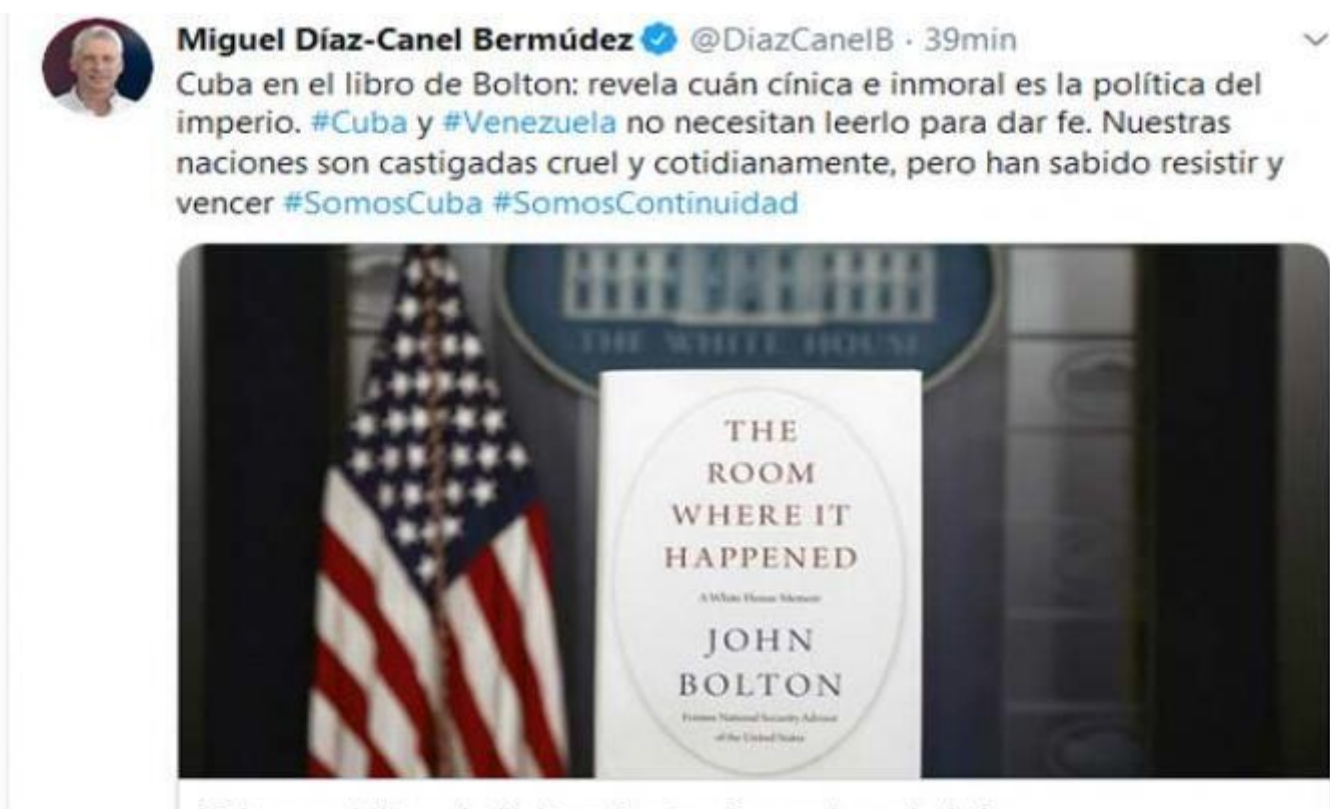 Miguel Díaz-Canel Bermúdez @DiazCanelB · 39min
Cuba en el libro de Bolton: revela cuán cínica e inmoral es la política del
imperio. #Cuba y #Venezuela no necesitan leerlo para dar fe. Nuestras
naciones son castigadas cruel y cotidianamente, pero han sabido resistir y
vencer #SomosCuba #SomosContinuidad
THE WHITE HOUSE
THE
ROOM
WHERE IT
HAPPENED
A White House Memoir
JOHN
BOLTON
Former National Security Advisor
of the United States